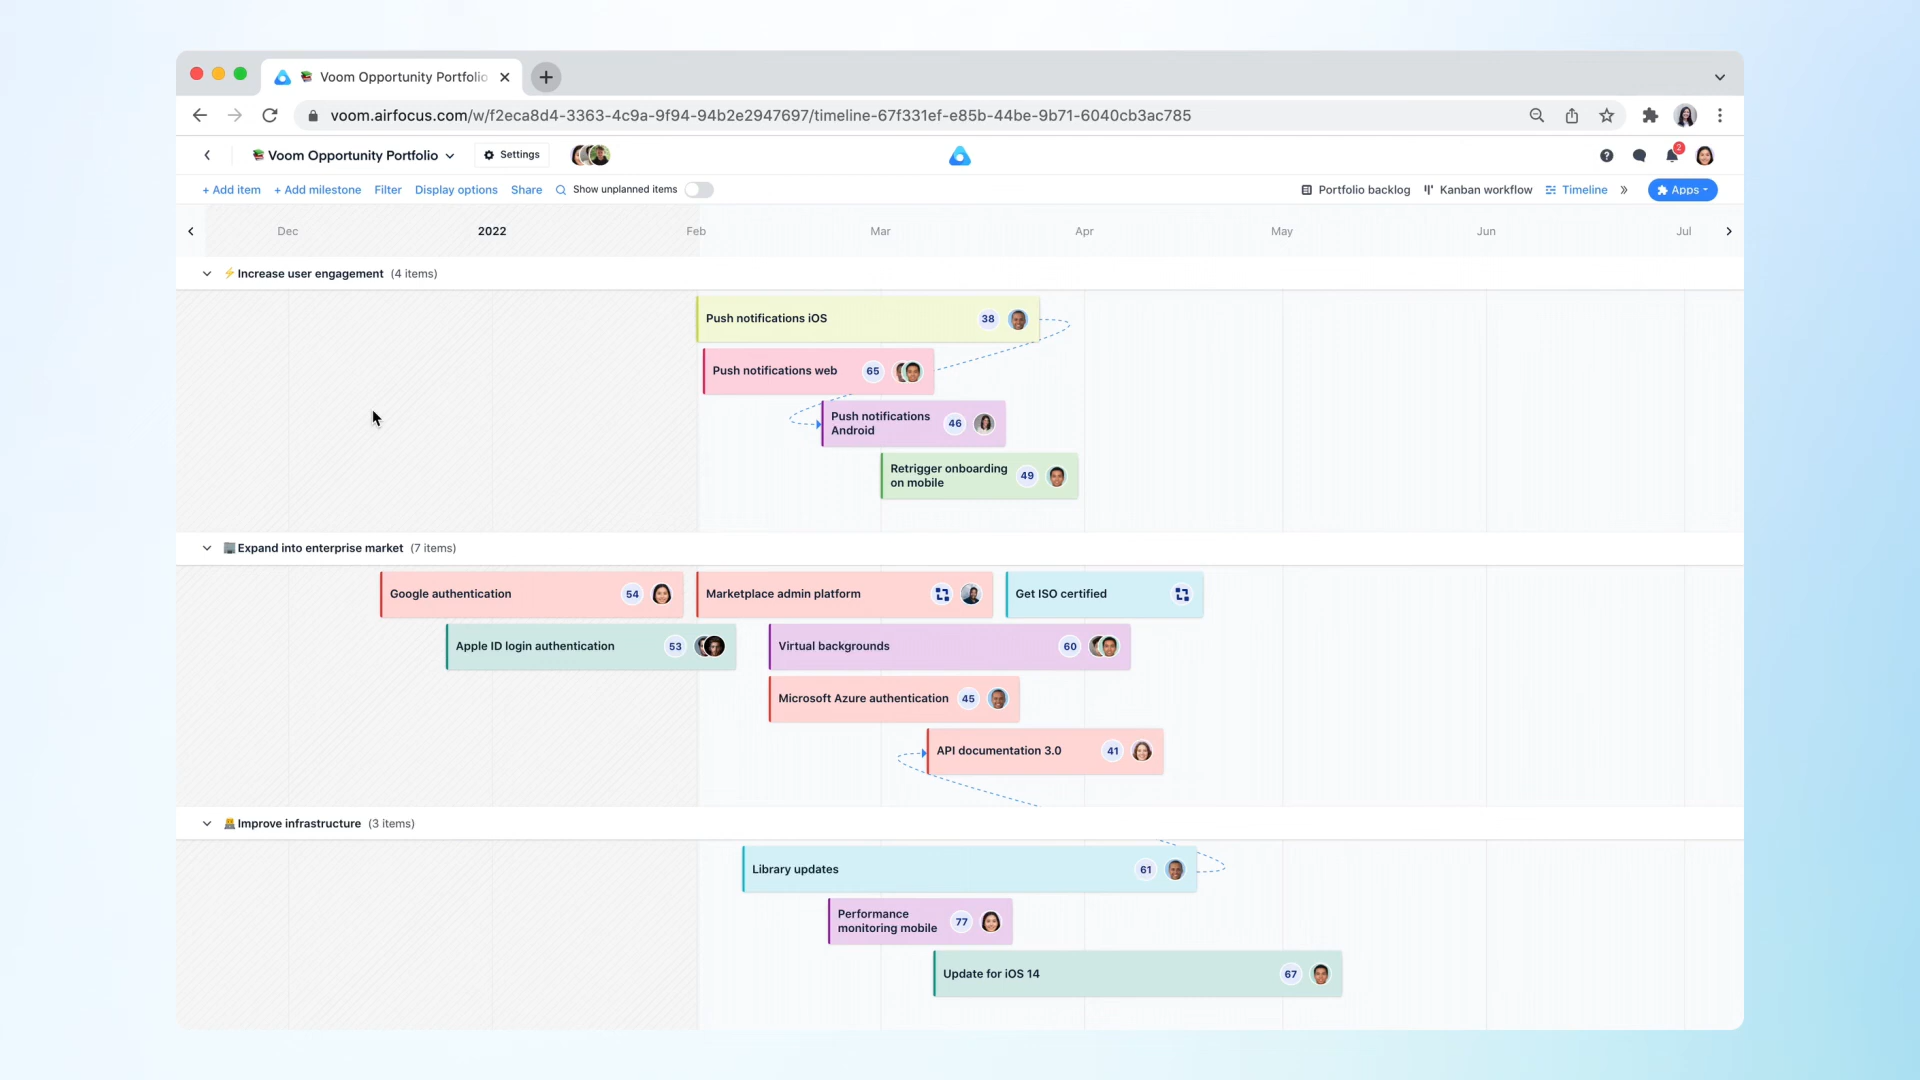 Voom Opportunity Portfolio
voom.airfocus.com/w/f2eca8d4-3363-4c9a-9f94-94b2e2947697/timeline-67f331ef-e85b-44be-9b71-6040cb3ac785
Voom Opportunity Portfolio
Settings
2
+ Add item
+ Add milestone
Filter
Display options
Share
Show unplanned items
Portfolio backlog
Kanban workflow
Timeline
Apps
Dec
2022
Feb
Mar
Apr
May
Jun
Jul
Increase user engagement (4 items)
Push notifications iOS
38
Push notifications web
65
Push notifications
Android
46
Retrigger onboarding
on mobile
49
Expand into enterprise market (7 items)
Google authentication
54
Marketplace admin platform
Get ISO certified
Apple ID login authentication
53
Virtual backgrounds
60
Microsoft Azure authentication
45
API documentation 3.0
41
Improve infrastructure (3 items)
Library updates
61
Performance
monitoring mobile
77
Update for iOS 14
67